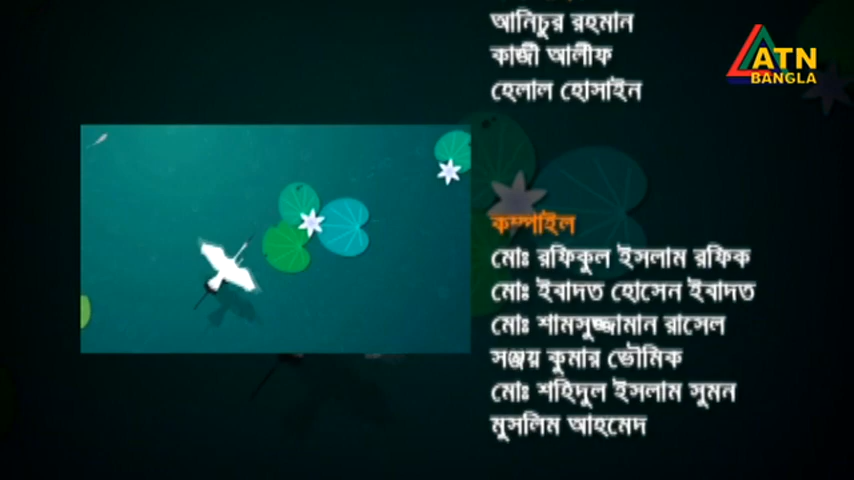 আনিচুর রহমান
কাজী আলীফ
হেলাল হোসাইন
ATN
BANGLA
কম্পাইল
মোঃ রফিকুল ইসলাম রফিক
মোঃ ইবাদত হোসেন ইবাদত
মোঃ শামসুজ্জামান রাসেল
সঞ্জয় কুমার ভৌমিক
মোঃ শহিদুল ইসলাম সুমন
মুসলিম আহমেদ